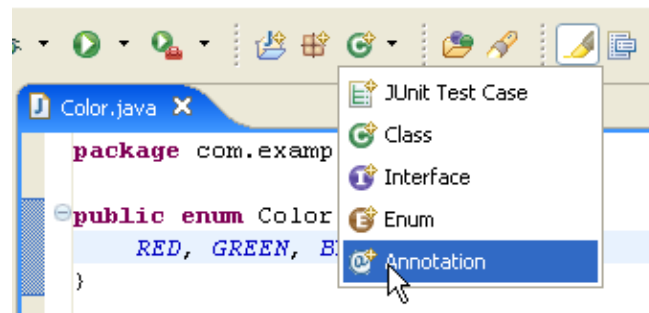 Color.java
package com.examp
public enum Color
RED, GREEN, B
}
JUnit Test Case
Class
Interface
Enum
Annotation